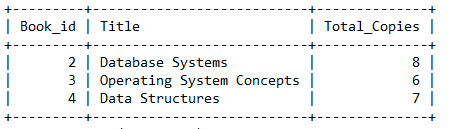 +---------+---------------------------+--------------+
| Book_id | Title                     | Total_Copies |
+---------+---------------------------+--------------+
|       2 | Database Systems          |            8 |
|       3 | Operating System Concepts |            6 |
|       4 | Data Structures           |            7 |
+---------+---------------------------+--------------+